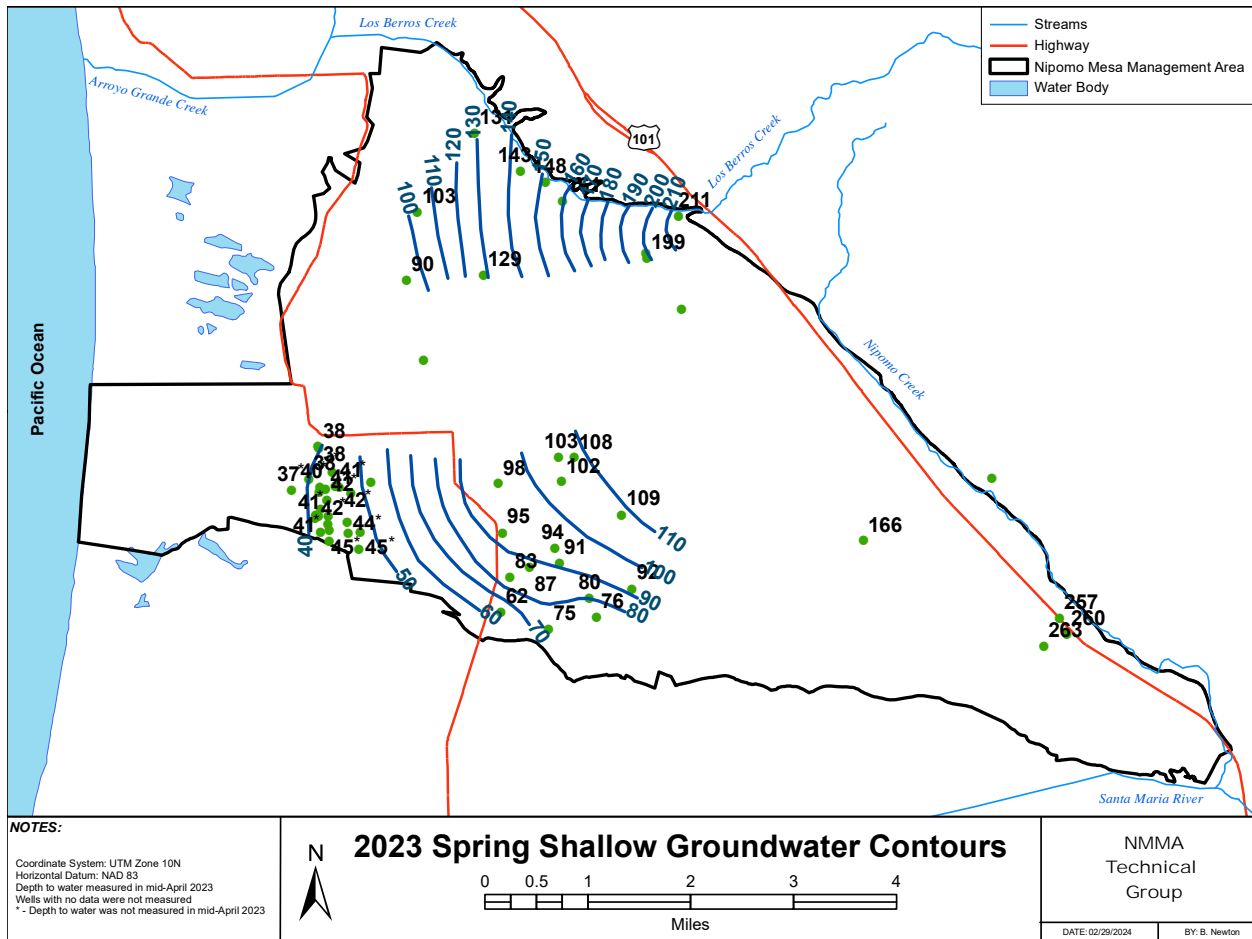 Los Berros Creek
Arroyo Grande Creek
Streams
Highway
Nipomo Mesa Management Area
Water Body
101
Los Berros Creek
131
130
120
110
100
143
150
148
160
180
190
200
210
211
103
199
90
129
Pacific Ocean
Nipomo Creek
38
38
37*
40*
41*
42*
41*
42*
42*
41*
44*
45*
45*
40
50
60
70
98
103
108
102
109
110
95
94
91
100
83
87
80
92
90
80
62
75
76
166
257
260
263
Santa Maria River
NOTES:
Coordinate System: UTM Zone 10N
Horizontal Datum: NAD 83
Depth to water measured in mid-April 2023
Wells with no data were not measured
* - Depth to water was not measured in mid-April 2023
N
2023 Spring Shallow Groundwater Contours
0 0.5 1 2 3 4
Miles
NMMA
Technical
Group
DATE: 02/29/2024
BY: B. Newton